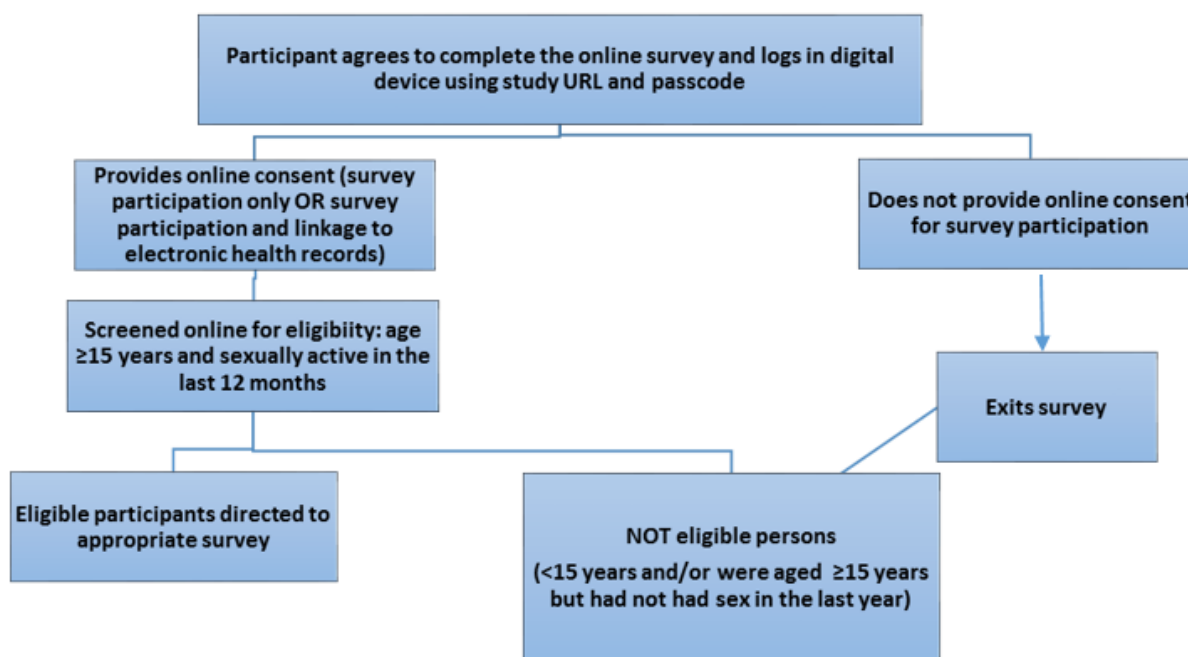 Participant agrees to complete the online survey and logs in digital
device using study URL and passcode
Provides online consent (survey
participation only OR survey
participation and linkage to
electronic health records)
Does not provide online consent
for survey participation
Screened online for eligibiity: age
≥15 years and sexually active in the
last 12 months
Exits survey
Eligible participants directed to
appropriate survey
NOT eligible persons
(<15 years and/or were aged ≥15 years
but had not had sex in the last year)